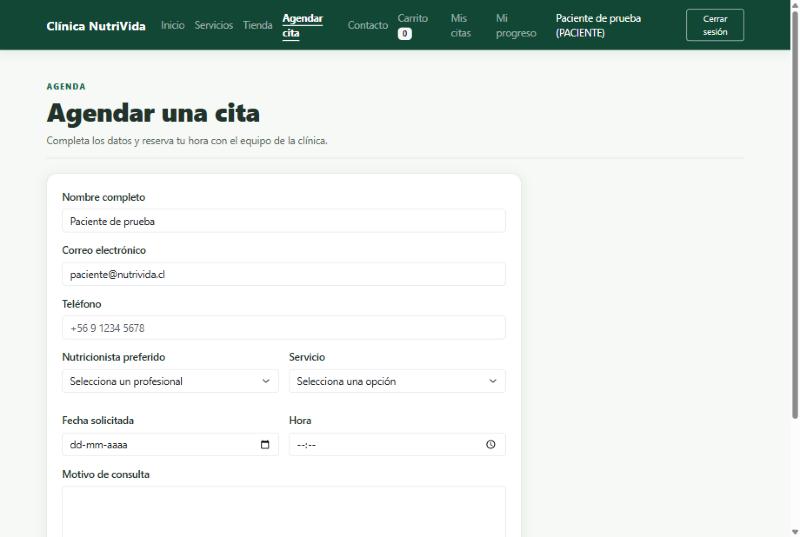 Clínica NutriVida Inicio Servicios Tienda Agendar cita Contacto Carrito 0 Mis citas Mi progreso Paciente de prueba (PACIENTE) Cerrar sesión
AGENDA
Agendar una cita
Completa los datos y reserva tu hora con el equipo de la clínica.
Nombre completo
Paciente de prueba
Correo electrónico
paciente@nutrivida.cl
Teléfono
+56 9 1234 5678
Nutricionista preferido Servicio
Selecciona un profesional Selecciona una opción
Fecha solicitada Hora
dd-mm-aaaa --:--
Motivo de consulta